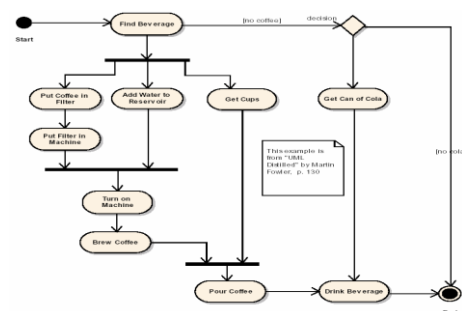 Find Beverage
[no coffee]
decision
Start
Put Coffee in
Filter
Add Water to
Reservoir
Get Cups
Get Can of Cola
Put Filter in
Machine
This example is
from "UML
Distilled" by Martin
Fowler, p. 130
[no cola
Turn on
Machine
Brew Coffee
Pour Coffee
Drink Beverage